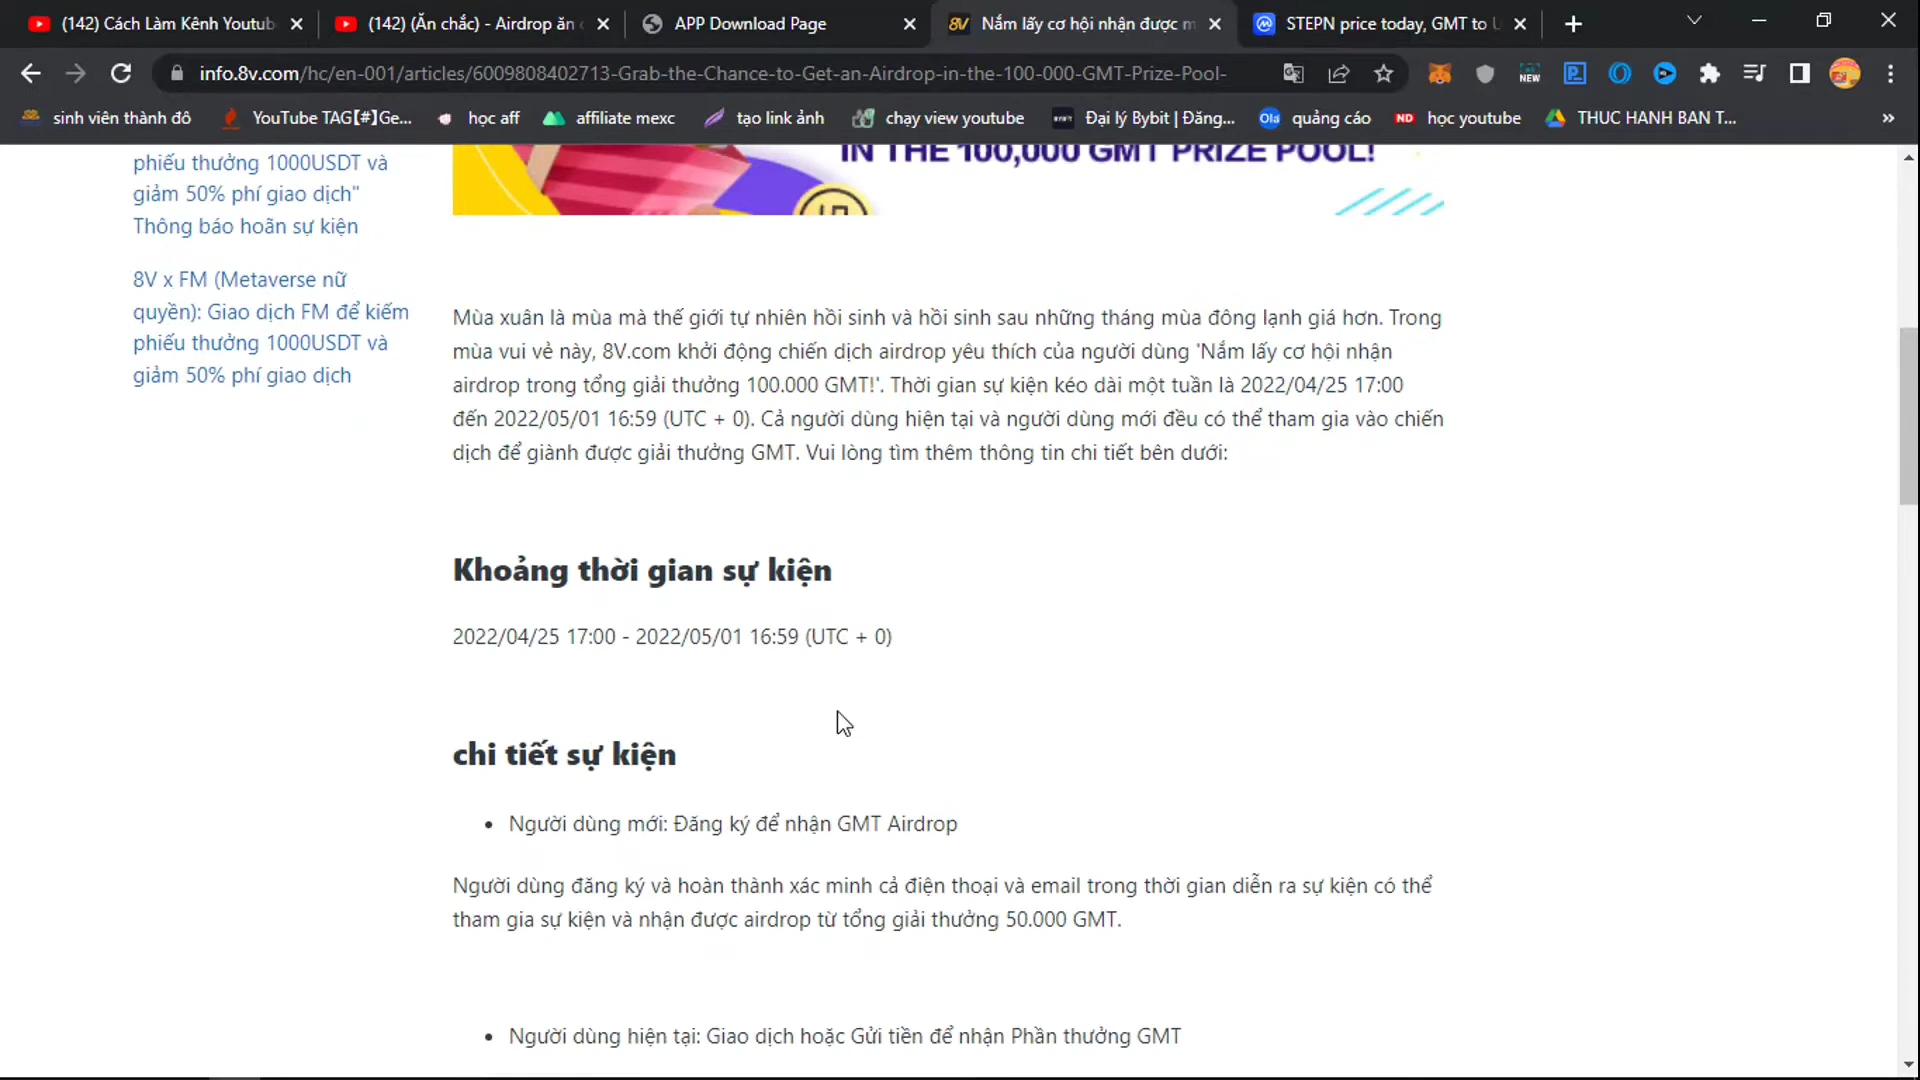 (142) Cách Làm Kênh Youtub
(142) (Ăn chắc) - Airdrop ăn
APP Download Page
8V Nắm lấy cơ hội nhận được m
STEPN price today, GMT to U
info.8v.com/hc/en-001/articles/6009808402713-Grab-the-Chance-to-Get-an-Airdrop-in-the-100-000-GMT-Prize-Pool-
NEW
sinh viên thành đô
YouTube TAG【#】Ge...
học aff
affiliate mexc
tạo link ảnh
chạy view youtube
Đại lý Bybit | Đăng...
Ola quảng cáo
ND học youtube
THUC HANH BAN T...
»
phiếu thưởng 1000USDT và
giảm 50% phí giao dịch"
Thông báo hoãn sự kiện
8V x FM (Metaverse nữ
quyền): Giao dịch FM để kiếm
phiếu thưởng 1000USDT và
giảm 50% phí giao dịch
IN THE 100,000 GMT PRIZE POOL!
Mùa xuân là mùa mà thế giới tự nhiên hồi sinh và hồi sinh sau những tháng mùa đông lạnh giá hơn. Trong
mùa vui vẻ này, 8V.com khởi động chiến dịch airdrop yêu thích của người dùng 'Nắm lấy cơ hội nhận
airdrop trong tổng giải thưởng 100.000 GMT!'. Thời gian sự kiện kéo dài một tuần là 2022/04/25 17:00
đến 2022/05/01 16:59 (UTC + 0). Cả người dùng hiện tại và người dùng mới đều có thể tham gia vào chiến
dịch để giành được giải thưởng GMT. Vui lòng tìm thêm thông tin chi tiết bên dưới:
Khoảng thời gian sự kiện
2022/04/25 17:00 - 2022/05/01 16:59 (UTC + 0)
chi tiết sự kiện
• Người dùng mới: Đăng ký để nhận GMT Airdrop
Người dùng đăng ký và hoàn thành xác minh cả điện thoại và email trong thời gian diễn ra sự kiện có thể
tham gia sự kiện và nhận được airdrop từ tổng giải thưởng 50.000 GMT.
• Người dùng hiện tại: Giao dịch hoặc Gửi tiền để nhận Phần thưởng GMT